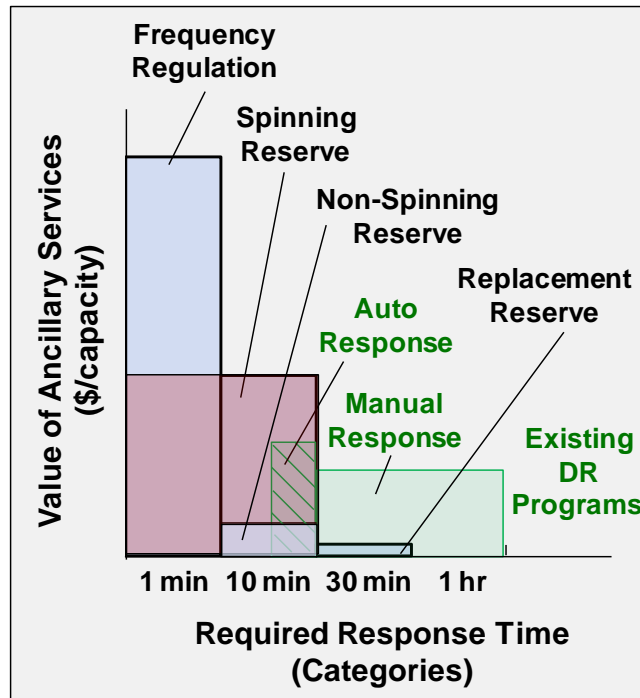 Frequency
Regulation
Spinning
Reserve
Non-Spinning
Reserve
Replacement
Reserve
Auto
Response
Manual
Response
Existing
DR
Programs
Value of Ancillary Services
($/capacity)
1 min 10 min 30 min 1 hr
Required Response Time
(Categories)